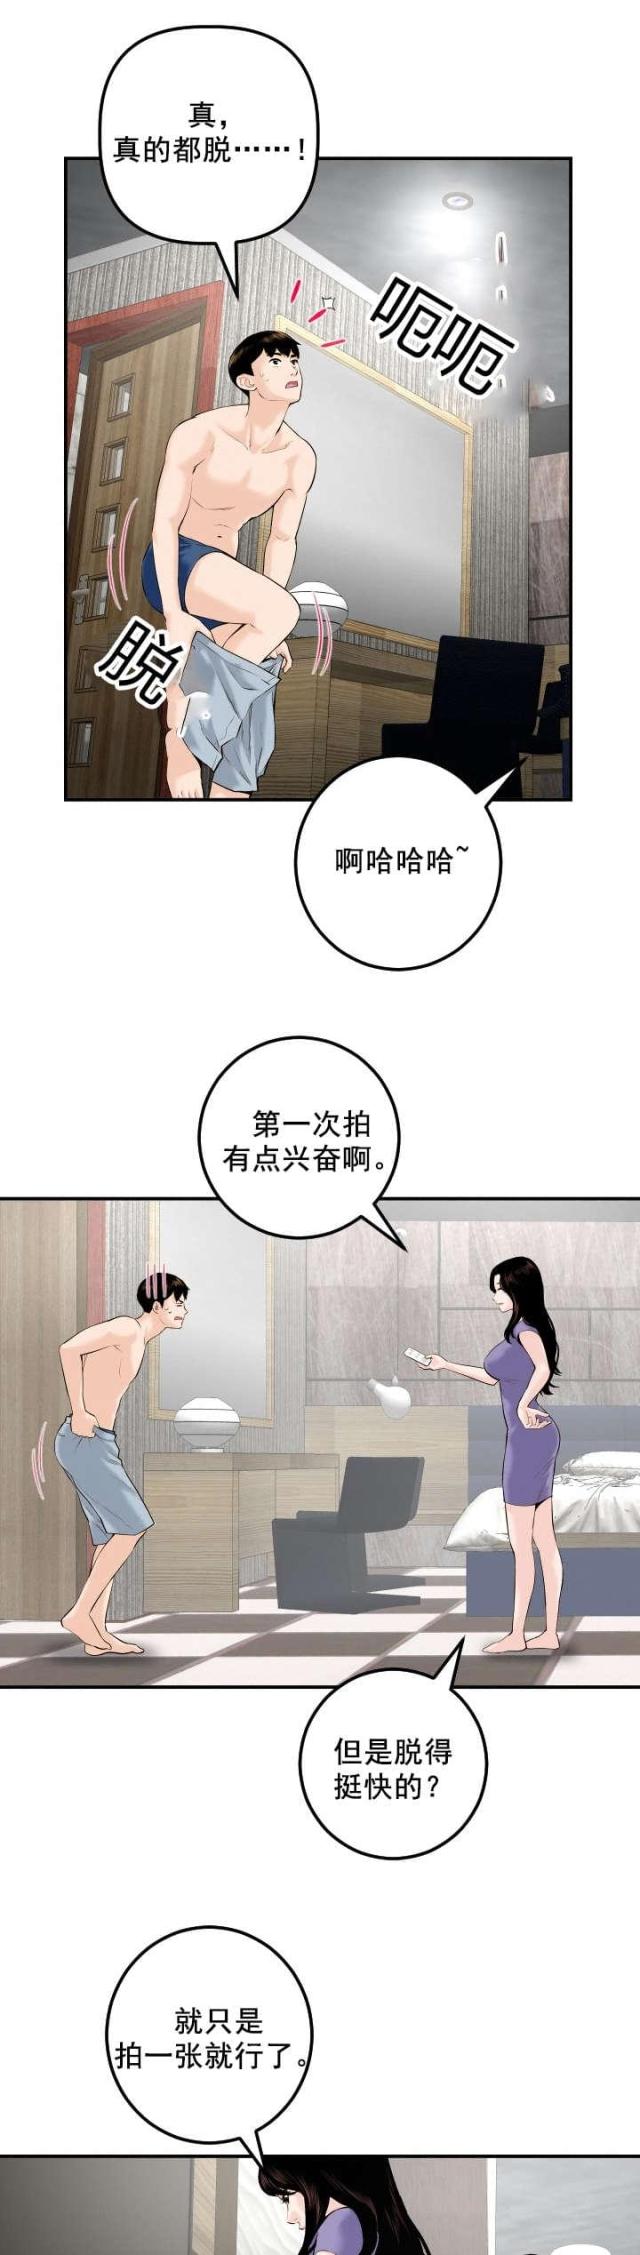 真，
真的都脱……！
呃呃
脱
啊哈哈哈~
第一次拍
有点兴奋啊。
但是脱得
挺快的？
就只是
拍一张就行了。